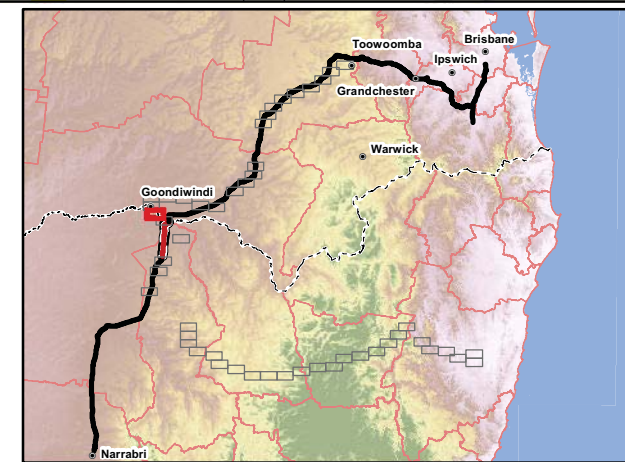 Brisbane
Toowoomba
Ipswich
Grandchester
Warwick
Goondiwindi
Narrabri